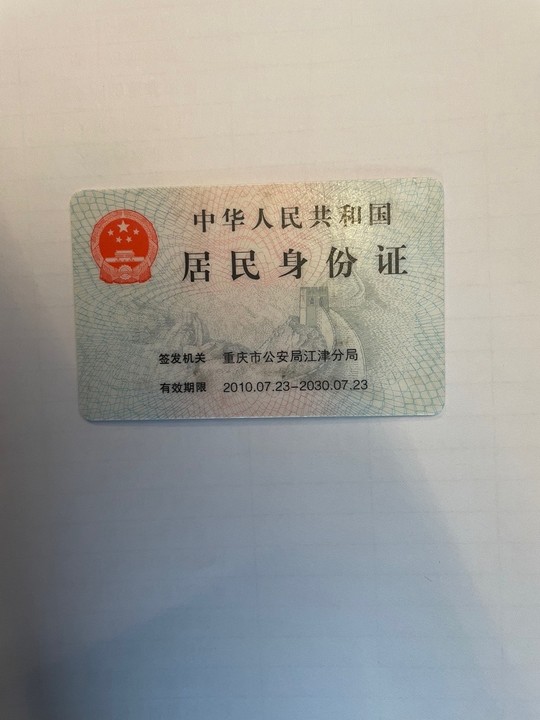 中华人民共和国
居民身份证
签发机关 重庆市公安局江津分局
有效期限 2010.07.23-2030.07.23